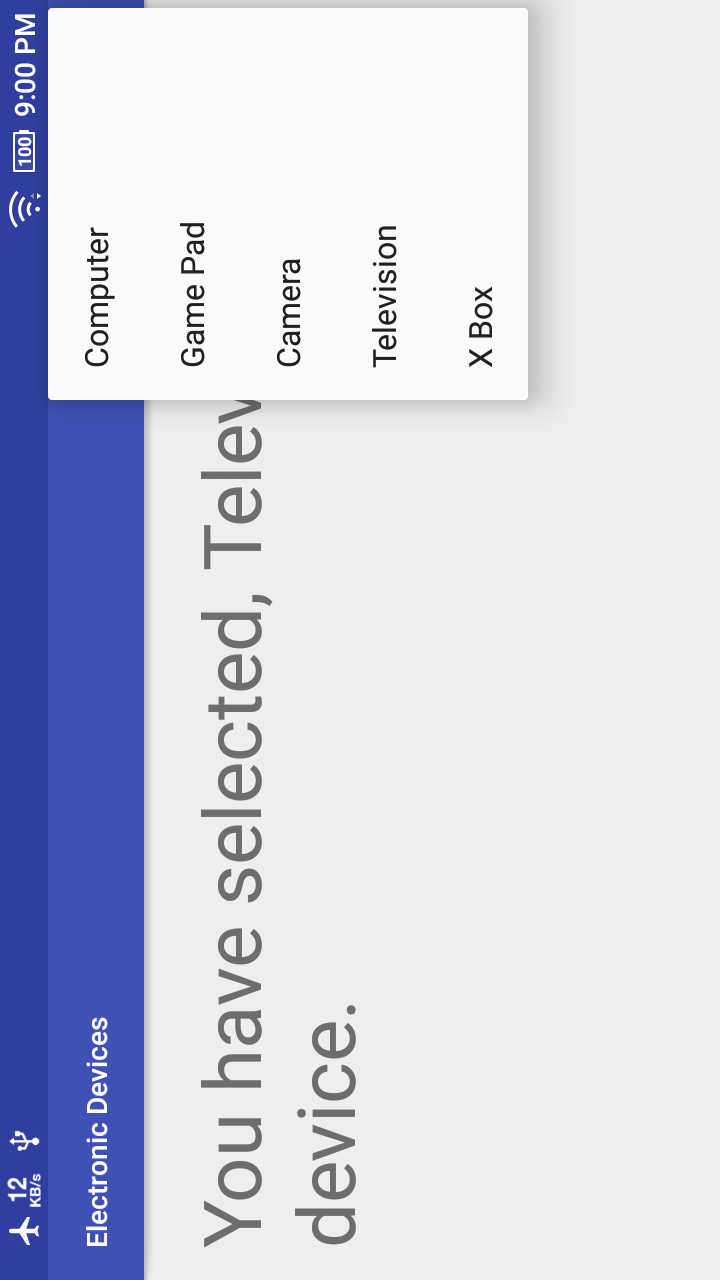 12
KB/s
100
9:00 PM
Electronic Devices
Computer
Game Pad
Camera
Television
X Box
You have selected, Telev
device.